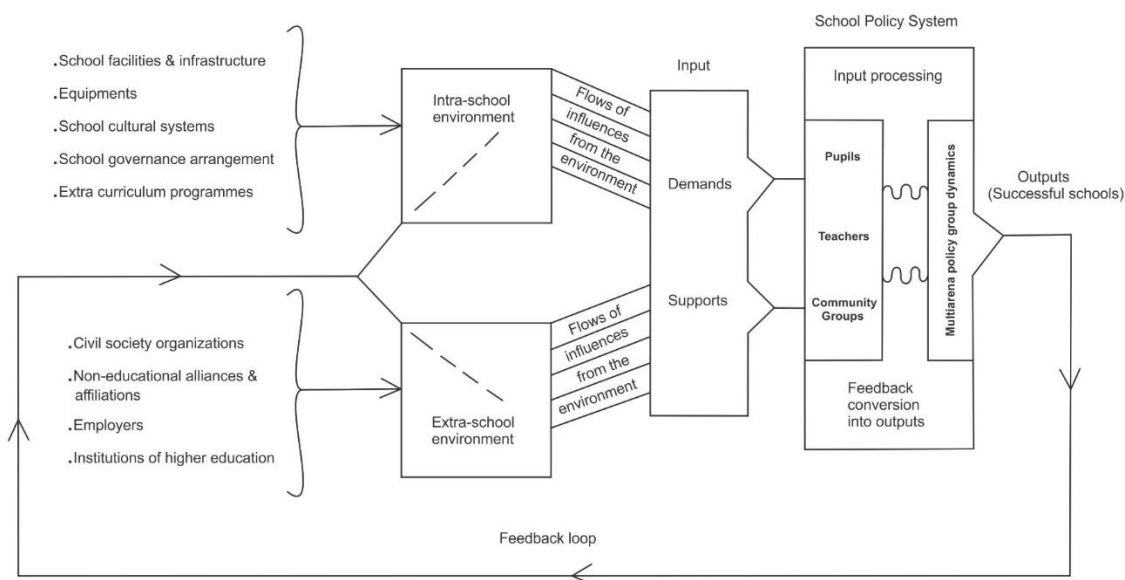 School Policy System
.School facilities & infrastructure
.Equipments
.School cultural systems
.School governance arrangement
.Extra curriculum programmes
Intra-school
environment
Flows of
influences
from the
environment
Input
Demands
Supports
Input processing
Pupils
Teachers
Community
Groups
Multiarena policy group dynamics
Feedback
conversion
into outputs
Outputs
(Successful schools)
.Civil society organizations
.Non-educational alliances &
affiliations
.Employers
.Institutions of higher education
Extra-school
environment
Flows of
influences
from the
environment
Feedback loop